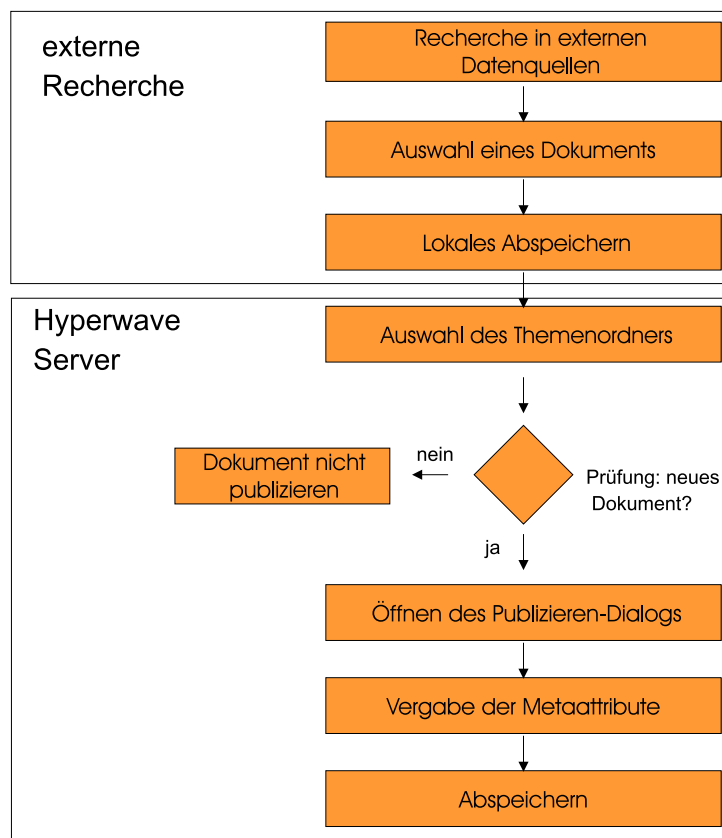 externe
Recherche
Recherche in externen
Datenquellen
Auswahl eines Dokuments
Lokales Abspeichern
Hyperwave
Server
Auswahl des Themenordners
nein
Dokument nicht
publizieren
Prüfung: neues
Dokument?
ja
Öffnen des Publizieren-Dialogs
Vergabe der Metaattribute
Abspeichern